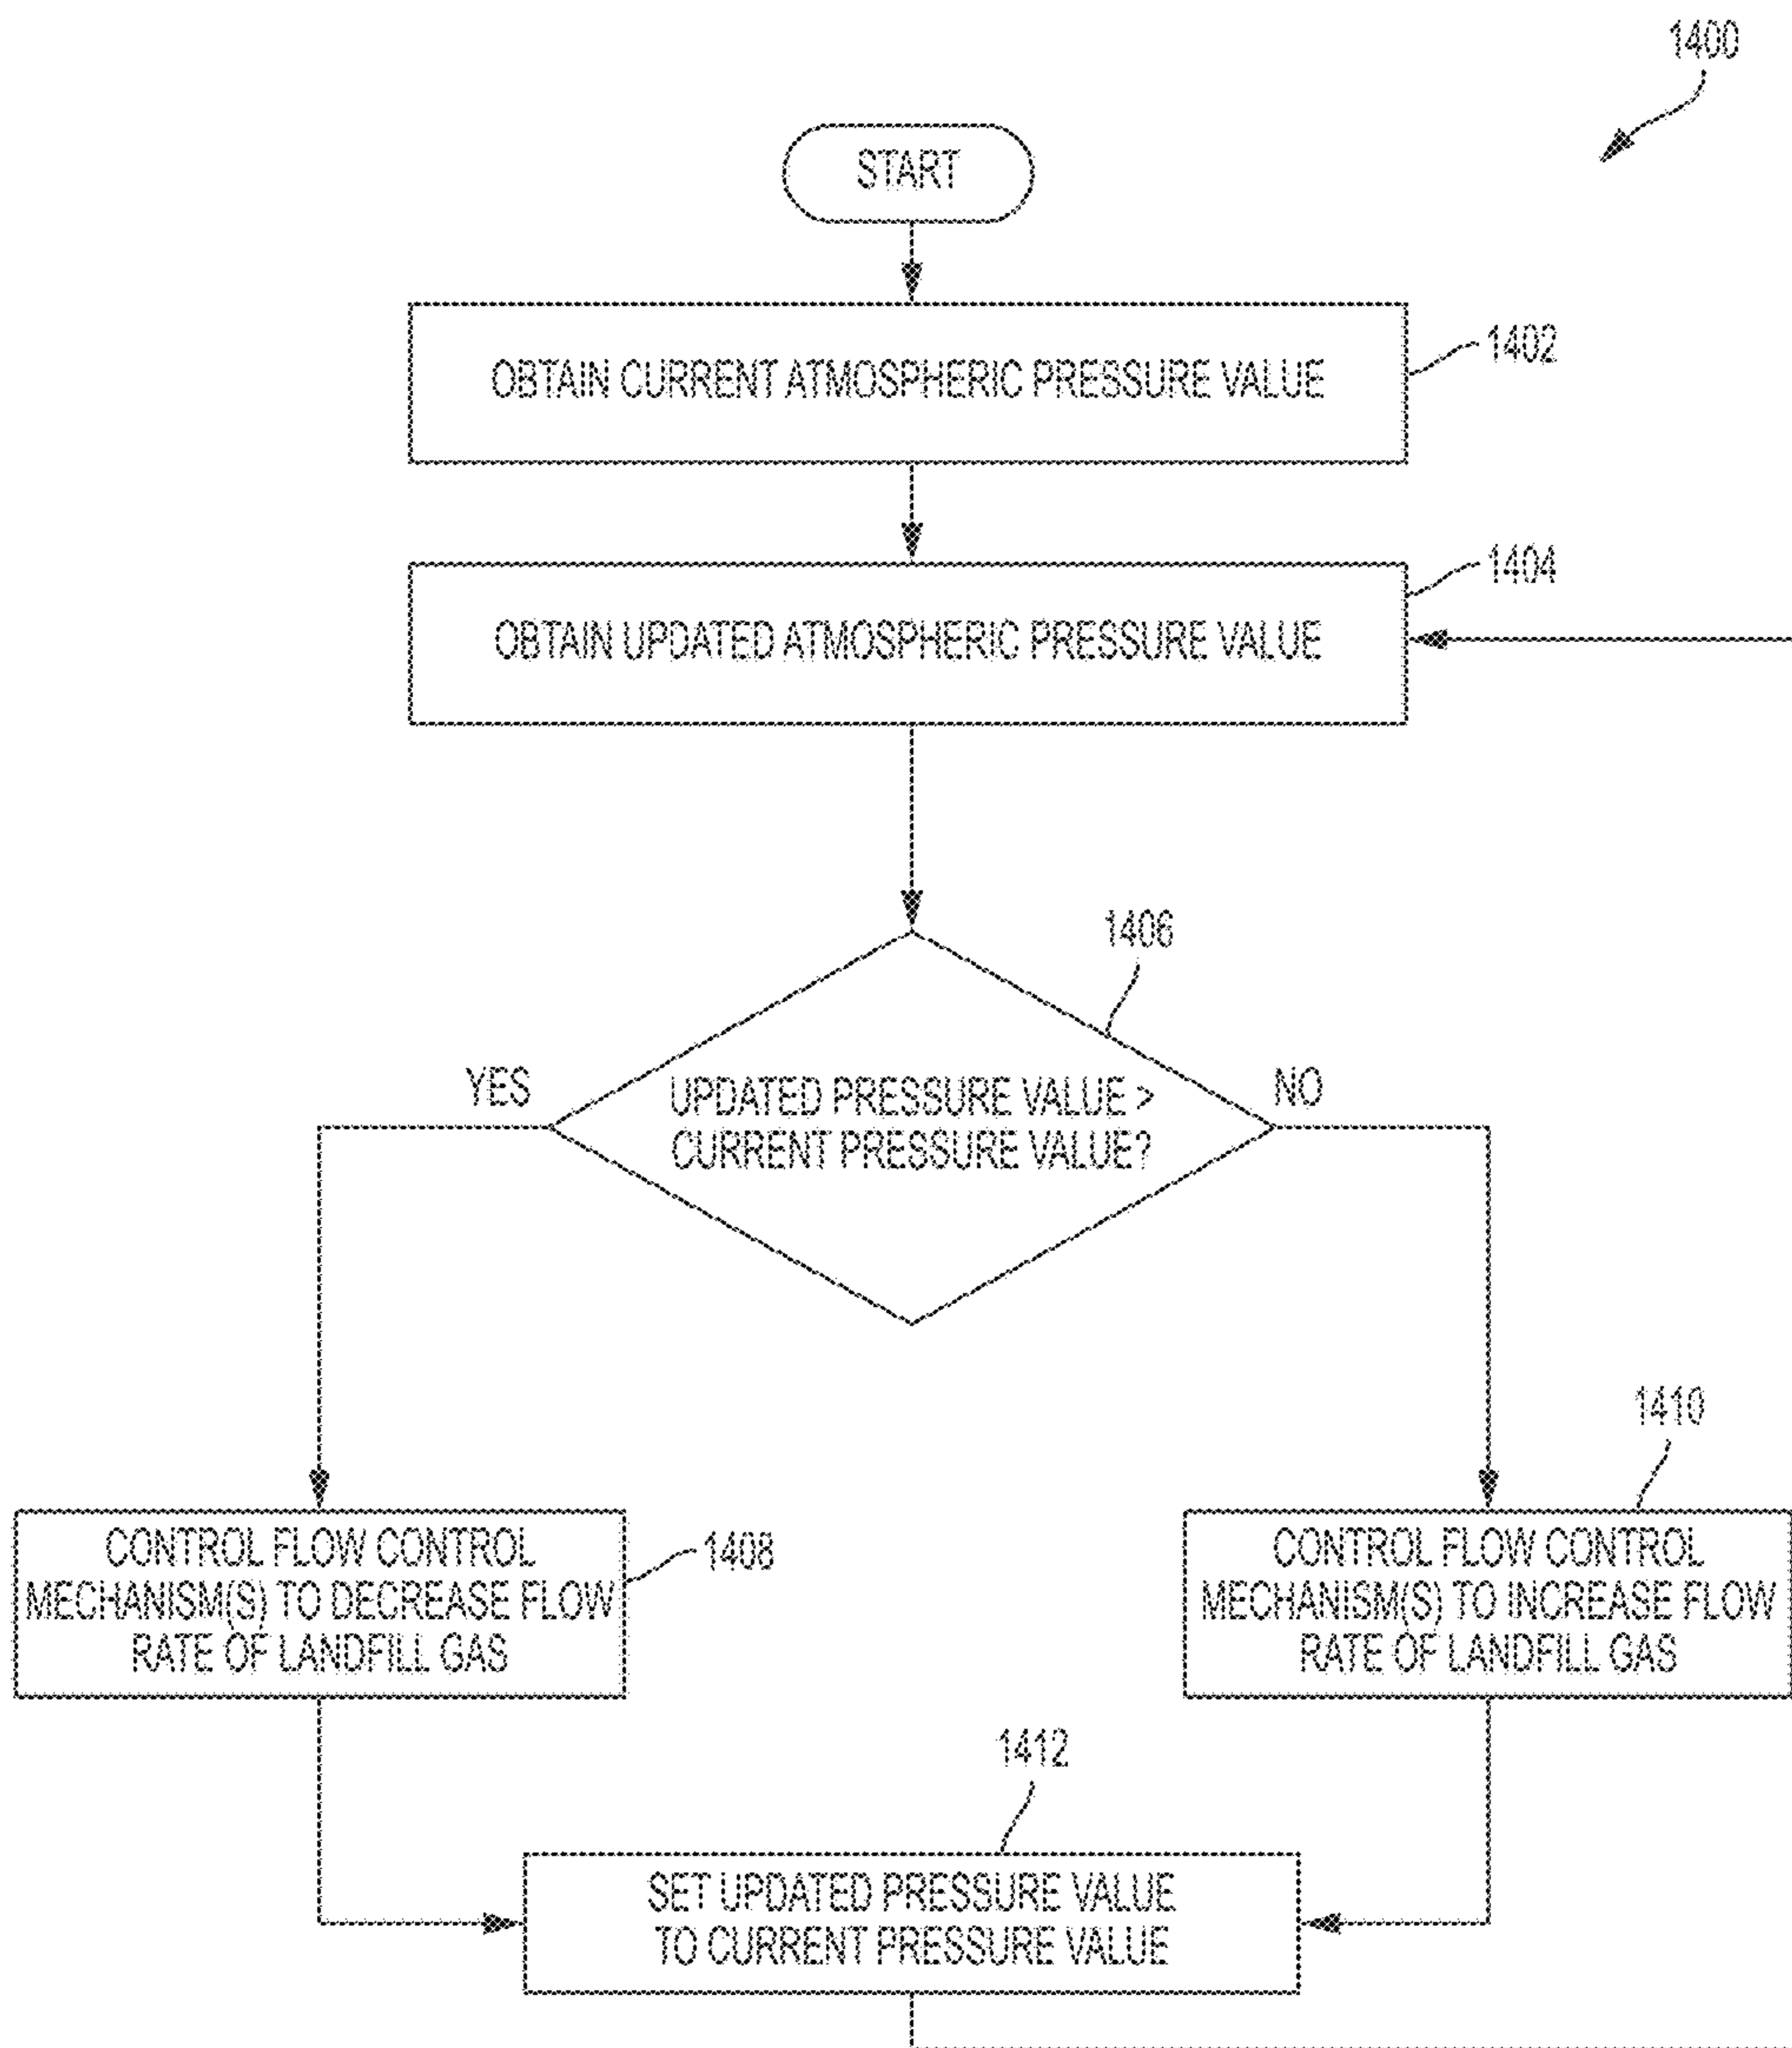 1400
START
OBTAIN CURRENT ATMOSPHERIC PRESSURE VALUE
1402
OBTAIN UPDATED ATMOSPHERIC PRESSURE VALUE
1404
1406
YES
UPDATED PRESSURE VALUE >
CURRENT PRESSURE VALUE?
NO
CONTROL FLOW CONTROL
MECHANISM(S) TO DECREASE FLOW
RATE OF LANDFILL GAS
1408
1410
CONTROL FLOW CONTROL
MECHANISM(S) TO INCREASE FLOW
RATE OF LANDFILL GAS
1412
SET UPDATED PRESSURE VALUE
TO CURRENT PRESSURE VALUE